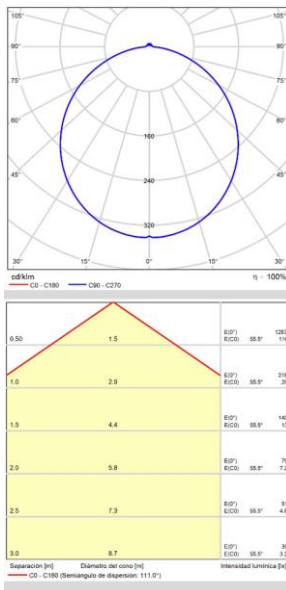 105° 105°
90° 90°
75° 75°
60° 60°
160
45° 240 45°
320
30° 15° 0° 15° 30°
cd/klm η = 100%
C0 - C180 C90 - C270
0.50 1.5 E(0°)
E(C0) 55.5°
1.0 2.9 E(0°)
E(C0) 55.5°
1.5 4.4 E(0°)
E(C0) 55.5°
2.0 5.8 E(0°)
E(C0) 55.5°
2.5 7.3 E(0°)
E(C0) 55.5°
3.0 8.7 E(0°)
E(C0) 55.5°
Separación [m] Diámetro del cono [m] Intensidad lumínica [lx]
C0 - C180 (Semiángulo de dispersión: 111.0°)